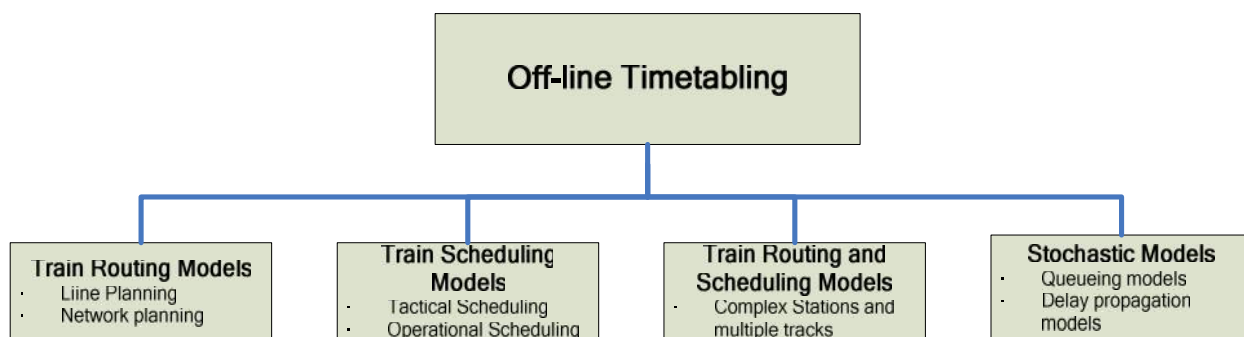 Off-line Timetabling
Train Routing Models
· Liine Planning
· Network planning
Train Scheduling
Models
· Tactical Scheduling
· Operational Scheduling
Train Routing and
Scheduling Models
· Complex Stations and
multiple tracks
Stochastic Models
· Queueing models
· Delay propagation
models